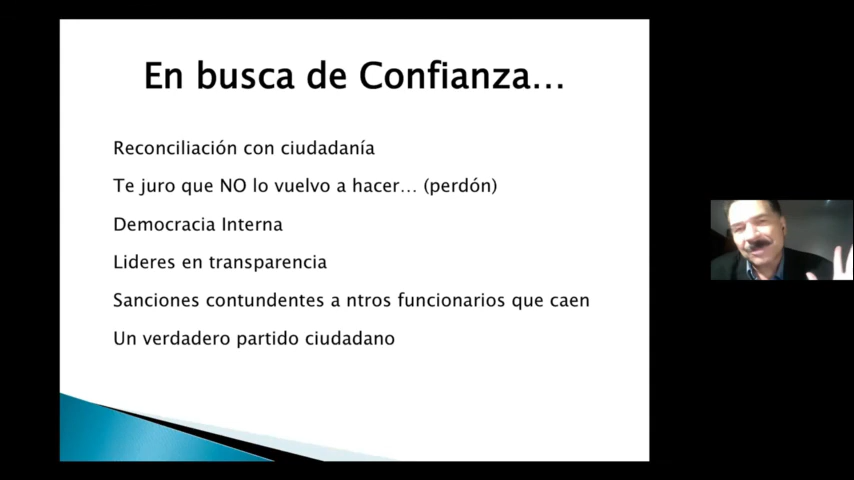 En busca de Confianza...
Reconciliación con ciudadanía
Te juro que NO lo vuelvo a hacer... (perdón)
Democracia Interna
Lideres en transparencia
Sanciones contundentes a ntros funcionarios que caen
Un verdadero partido ciudadano